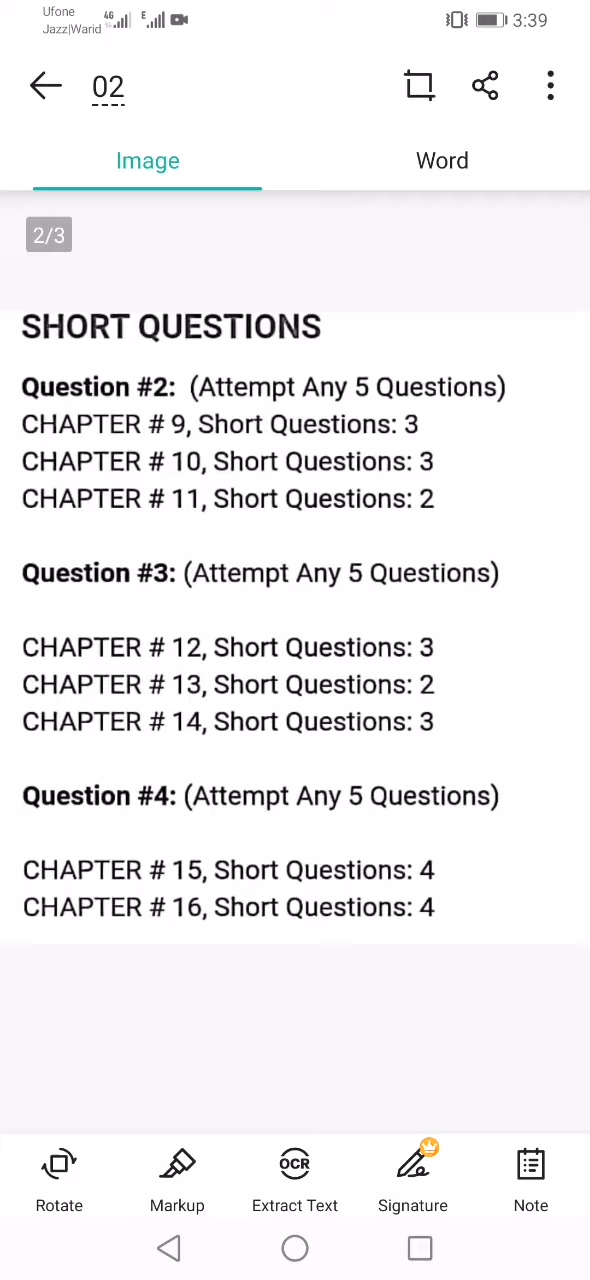 Ufone
Jazz|Warid
4G
E
3:39
02
Image
Word
2/3
SHORT QUESTIONS
Question #2: (Attempt Any 5 Questions)
CHAPTER # 9, Short Questions: 3
CHAPTER # 10, Short Questions: 3
CHAPTER # 11, Short Questions: 2
Question #3: (Attempt Any 5 Questions)
CHAPTER # 12, Short Questions: 3
CHAPTER # 13, Short Questions: 2
CHAPTER # 14, Short Questions: 3
Question #4: (Attempt Any 5 Questions)
CHAPTER # 15, Short Questions: 4
CHAPTER # 16, Short Questions: 4
OCR
Rotate
Markup
Extract Text
Signature
Note